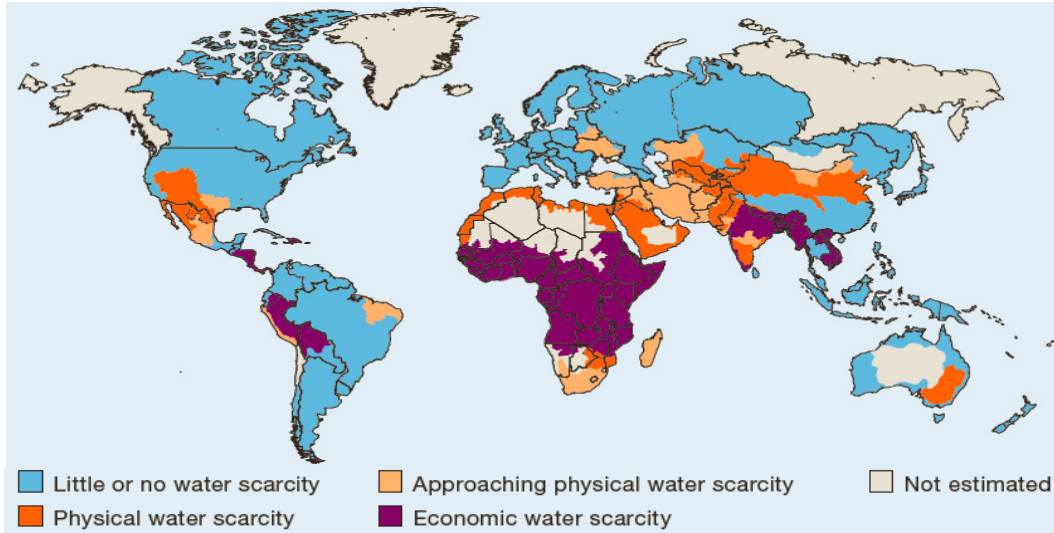 Little or no water scarcity
Approaching physical water scarcity
Not estimated
Physical water scarcity
Economic water scarcity